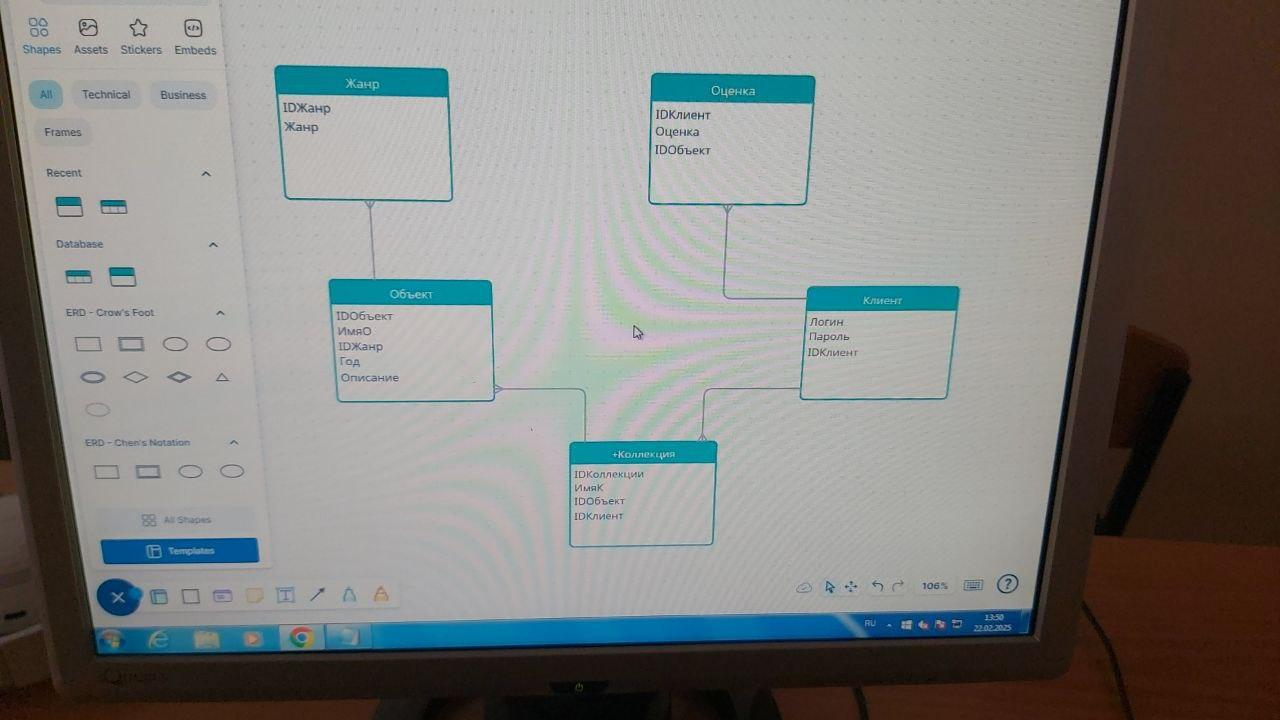 Shapes
Assets
Stickers
Embeds
All
Technical
Business
Frames
Recent
Database
ERD - Crow's Foot
ERD - Chen's Notation
All Shapes
Templates
Жанр
IDЖанр
Жанр
Оценка
IDКлиент
Оценка
IDОбъект
Объект
IDОбъект
ИмяО
IDЖанр
Год
Описание
Клиент
Логин
Пароль
IDКлиент
+Коллекция
IDКоллекции
ИмяК
IDОбъект
IDКлиент
106%
RU
13:50
22.02.2025